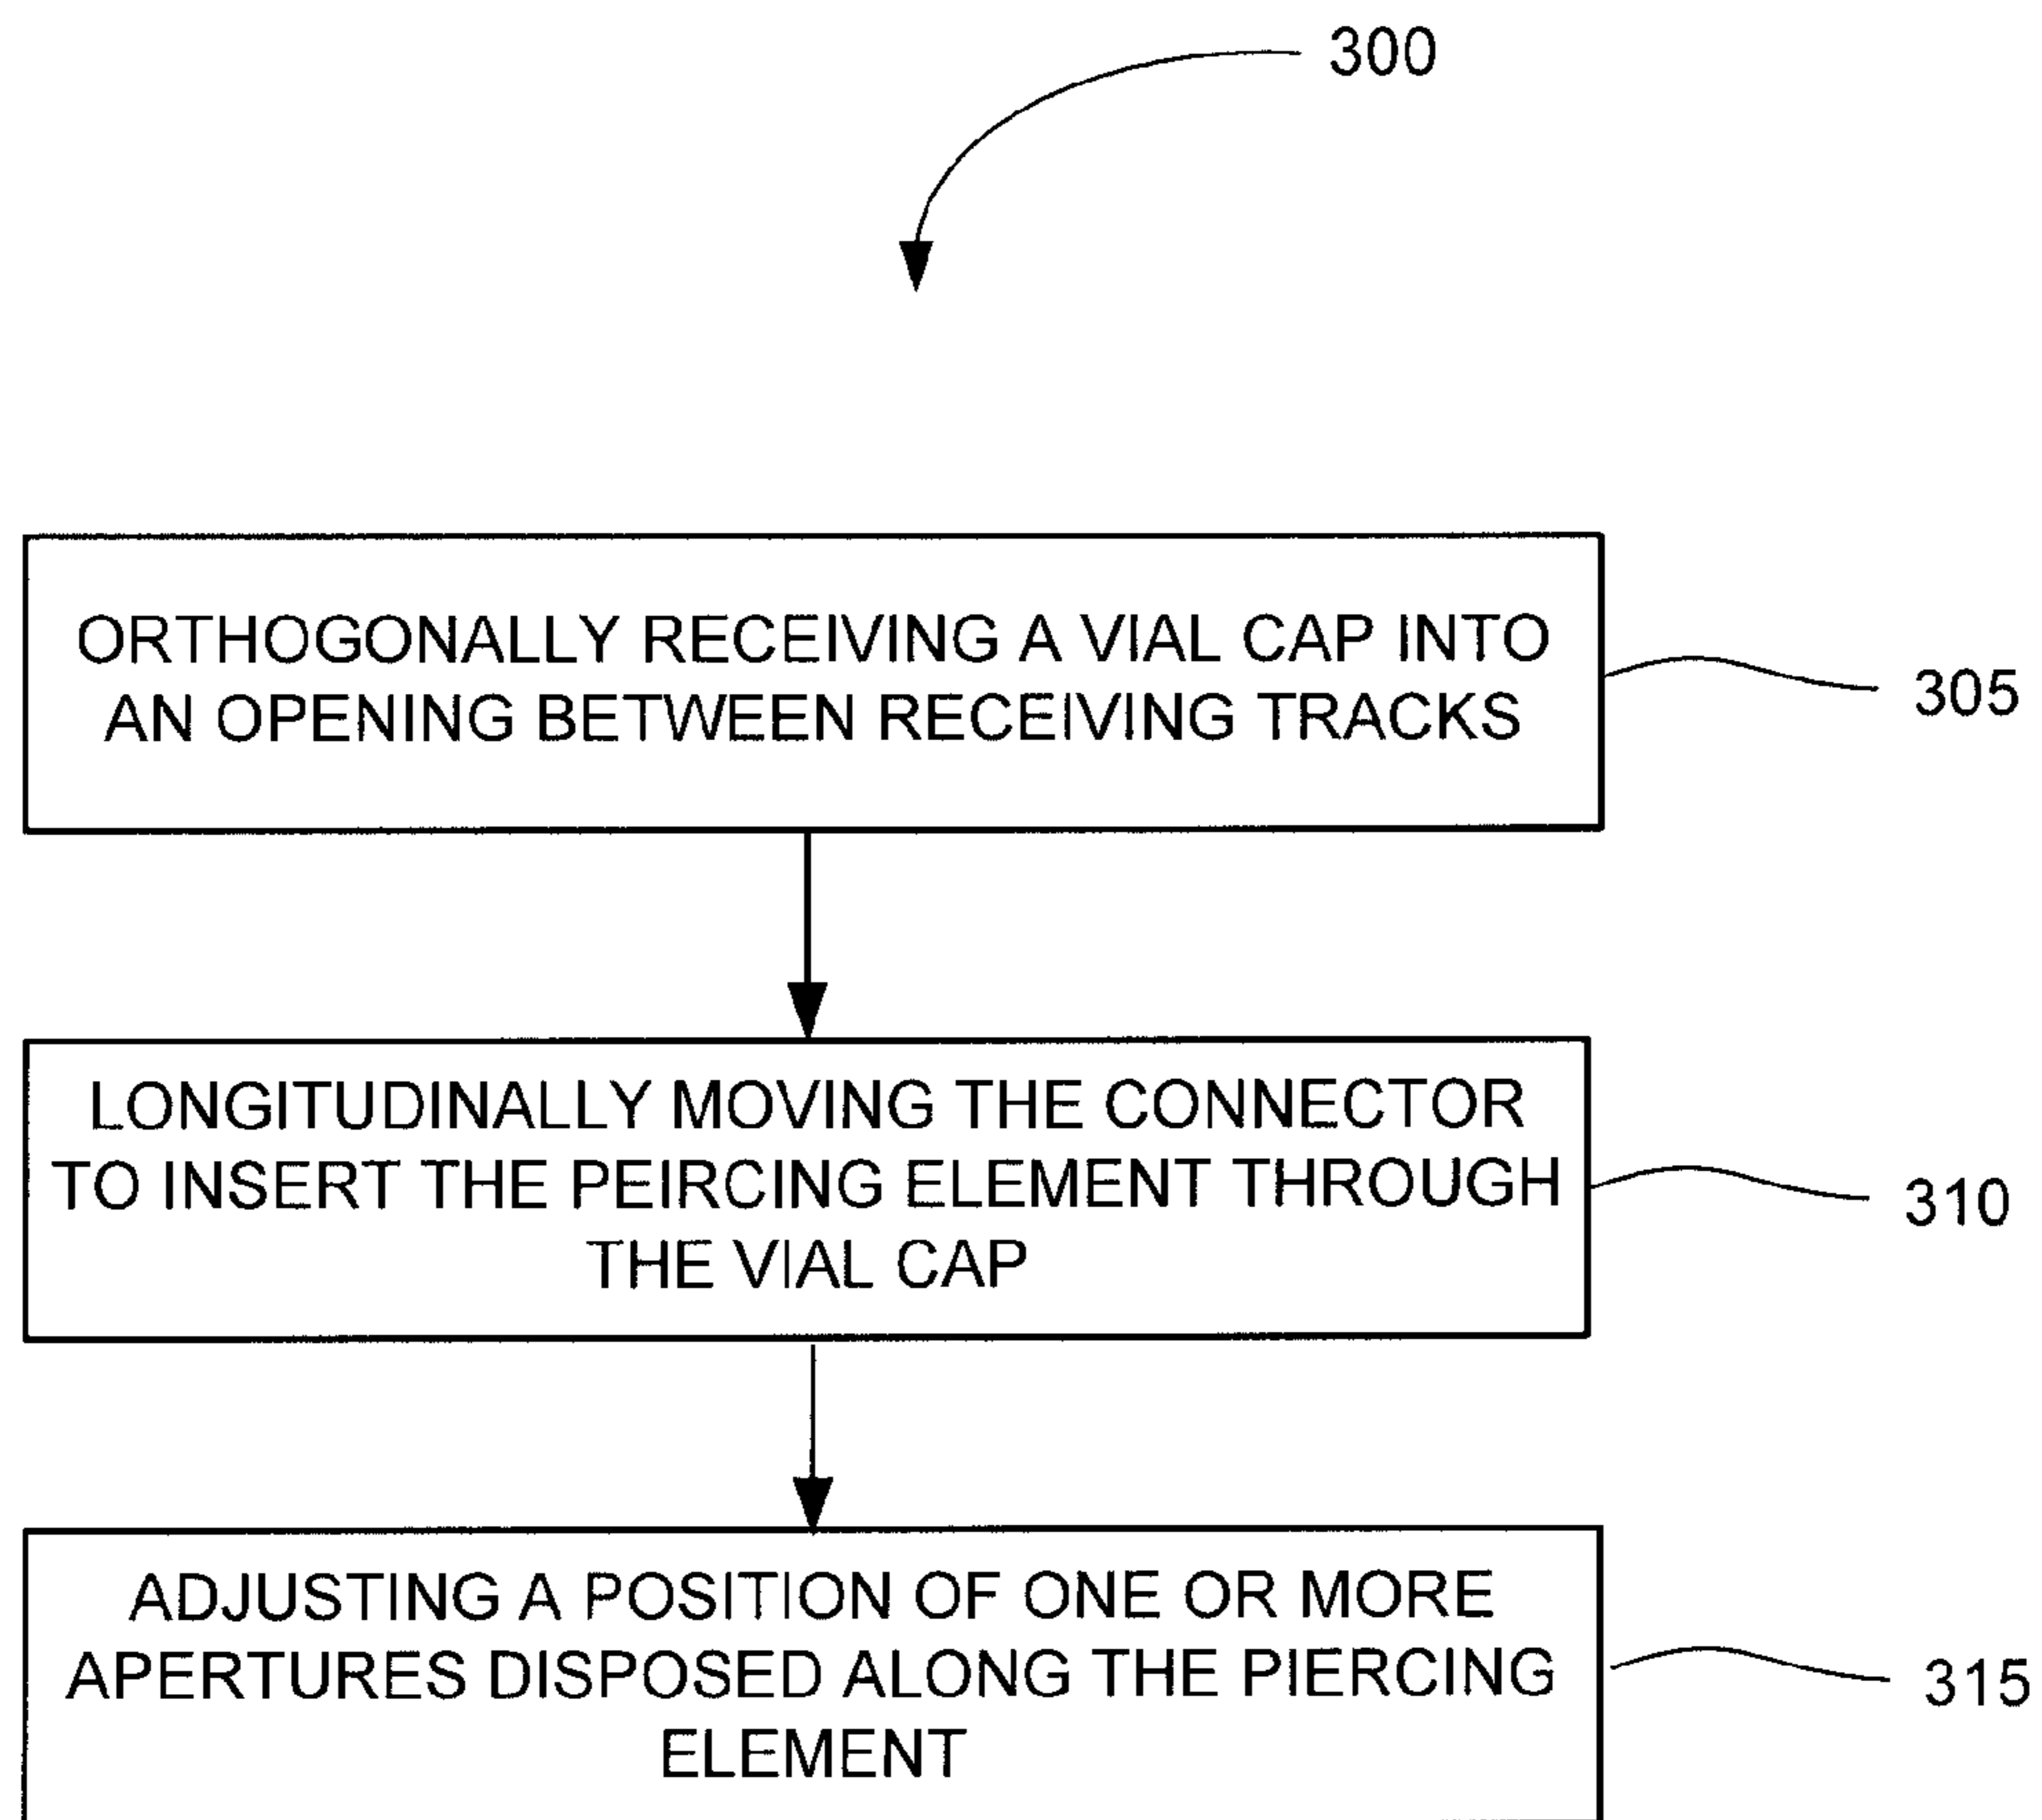 300
ORTHOGONALLY RECEIVING A VIAL CAP INTO
AN OPENING BETWEEN RECEIVING TRACKS
305
LONGITUDINALLY MOVING THE CONNECTOR
TO INSERT THE PEIRCING ELEMENT THROUGH
THE VIAL CAP
310
ADJUSTING A POSITION OF ONE OR MORE
APERTURES DISPOSED ALONG THE PIERCING
ELEMENT
315